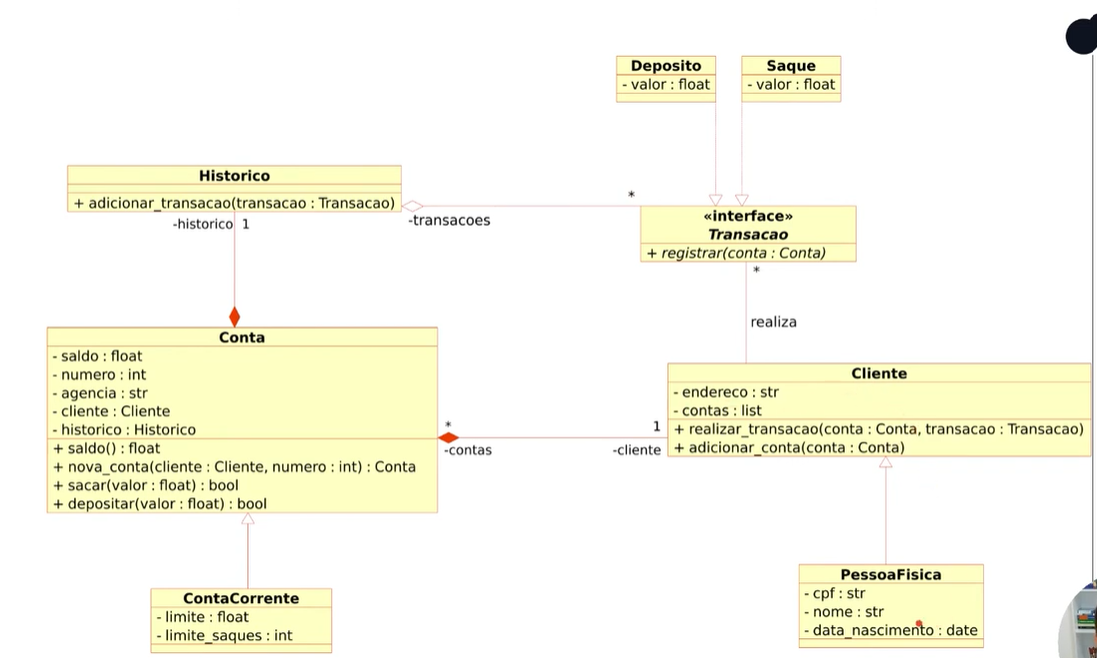 Deposito
- valor : float
Saque
- valor : float
Historico
+ adicionar_transacao(transacao : Transacao)
-historico 1
-transacoes
*
«interface»
Transacao
+ registrar(conta : Conta)
*
realiza
Conta
- saldo : float
- numero : int
- agencia : str
- cliente : Cliente
- historico : Historico
+ saldo() : float
+ nova_conta(cliente : Cliente, numero : int) : Conta
+ sacar(valor : float) : bool
+ depositar(valor : float) : bool
*
-contas
1
-cliente
Cliente
- endereco : str
- contas : list
+ realizar_transacao(conta : Conta, transacao : Transacao)
+ adicionar_conta(conta : Conta)
ContaCorrente
- limite : float
- limite_saques : int
PessoaFisica
- cpf : str
- nome : str
- data_nascimento : date